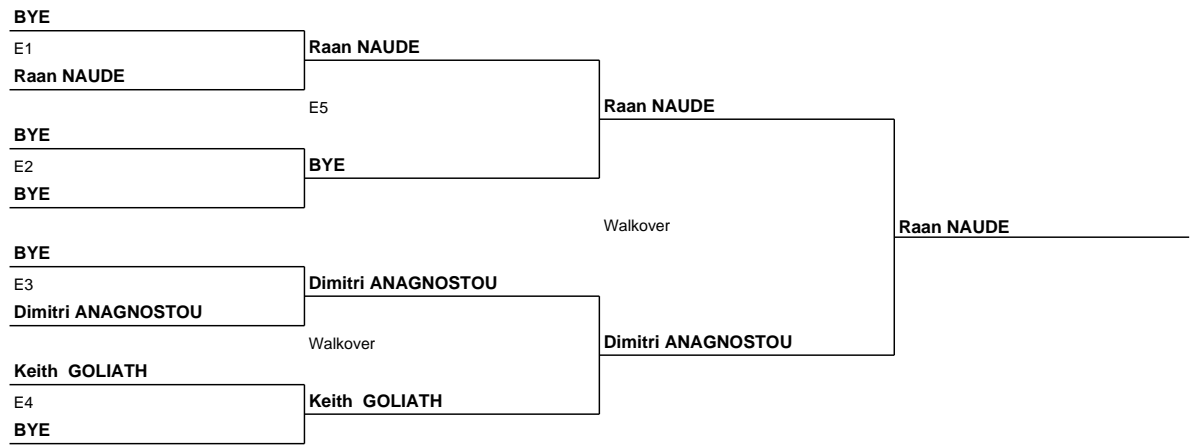 BYE
E1
Raan NAUDE
Raan NAUDE
E5
Raan NAUDE
BYE
E2
BYE
BYE
Walkover
Raan NAUDE
BYE
E3
Dimitri ANAGNOSTOU
Dimitri ANAGNOSTOU
Walkover
Dimitri ANAGNOSTOU
Keith GOLIATH
E4
Keith GOLIATH
BYE